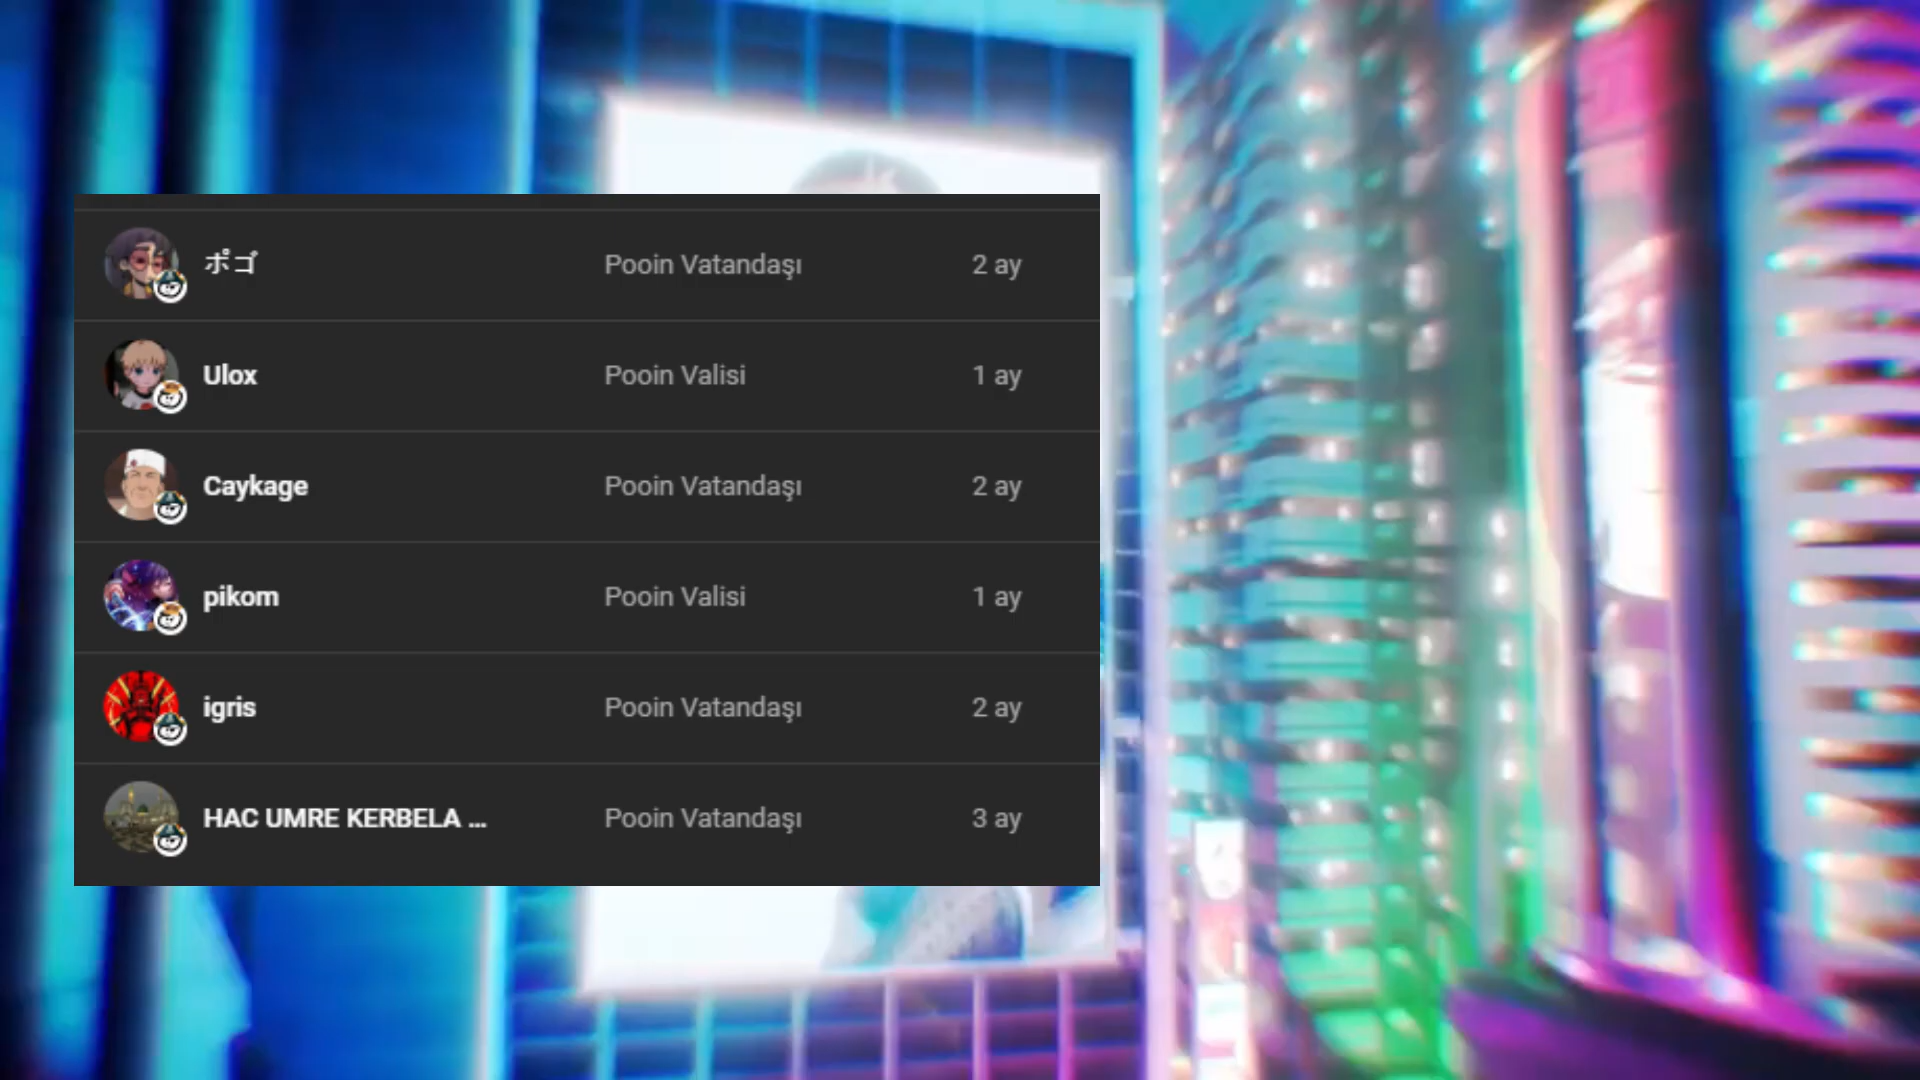 ポゴ Pooin Vatandaşı 2 ay
Ulox Pooin Valisi 1 ay
Caykage Pooin Vatandaşı 2 ay
pikom Pooin Valisi 1 ay
igris Pooin Vatandaşı 2 ay
HAC UMRE KERBELA ... Pooin Vatandaşı 3 ay